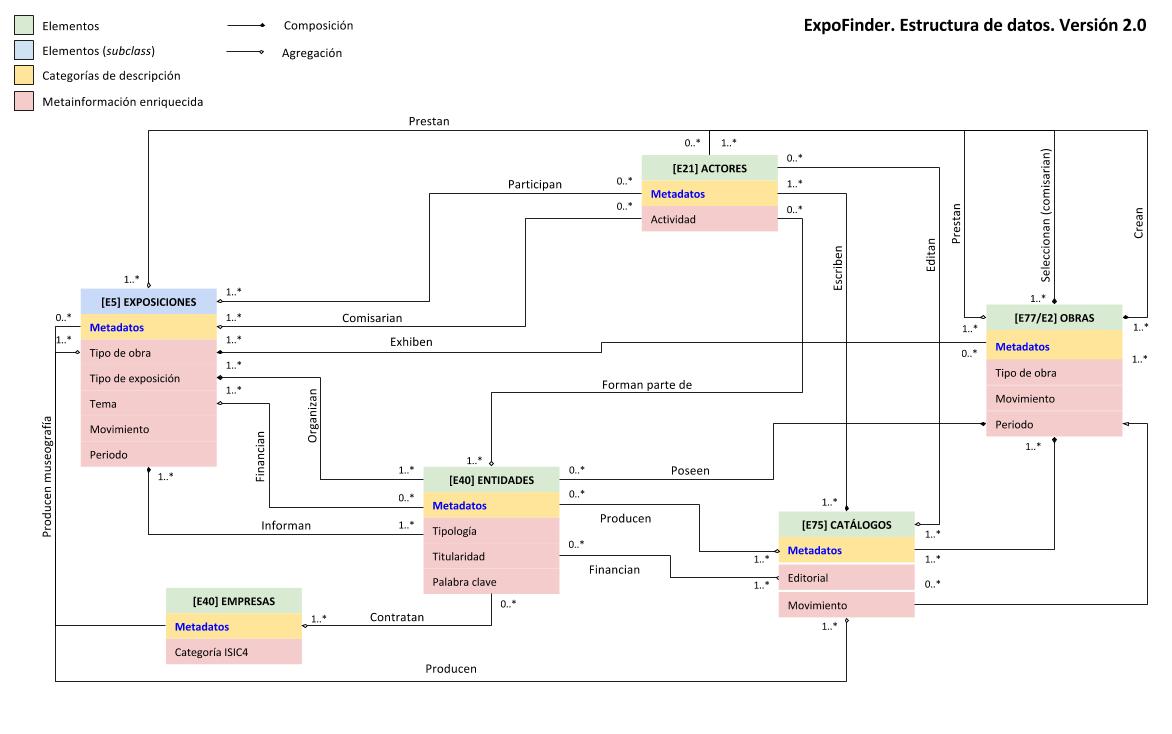 Elementos
Elementos (subclass)
Categorías de descripción
Metainformación enriquecida
Composición
Agregación
ExpoFinder. Estructura de datos. Versión 2.0
Prestan
0..*
1..*
[E21] ACTORES
Metadatos
Actividad
0..*
0..*
0..*
1..*
0..*
Participan
Comisarian
Exhiben
Forman parte de
Escriben
Editan
Prestan
Seleccionan (comisarian)
Crean
1..*
[E5] EXPOSICIONES
Metadatos
Tipo de obra
Tipo de exposición
Tema
Movimiento
Periodo
0..*
1..*
1..*
1..*
1..*
1..*
1..*
1..*
1..*
[E77/E2] OBRAS
Metadatos
Tipo de obra
Movimiento
Periodo
1..*
0..*
1..*
1..*
1..*
Organizan
Financian
Producen museografía
Informan
1..*
[E40] ENTIDADES
Metadatos
Tipología
Titularidad
Palabra clave
1..*
0..*
1..*
0..*
0..*
0..*
0..*
Poseen
Producen
Financian
1..*
[E75] CATÁLOGOS
Metadatos
Editorial
Movimiento
1..*
1..*
1..*
1..*
0..*
1..*
[E40] EMPRESAS
Metadatos
Categoría ISIC4
1..*
Contratan
Producen